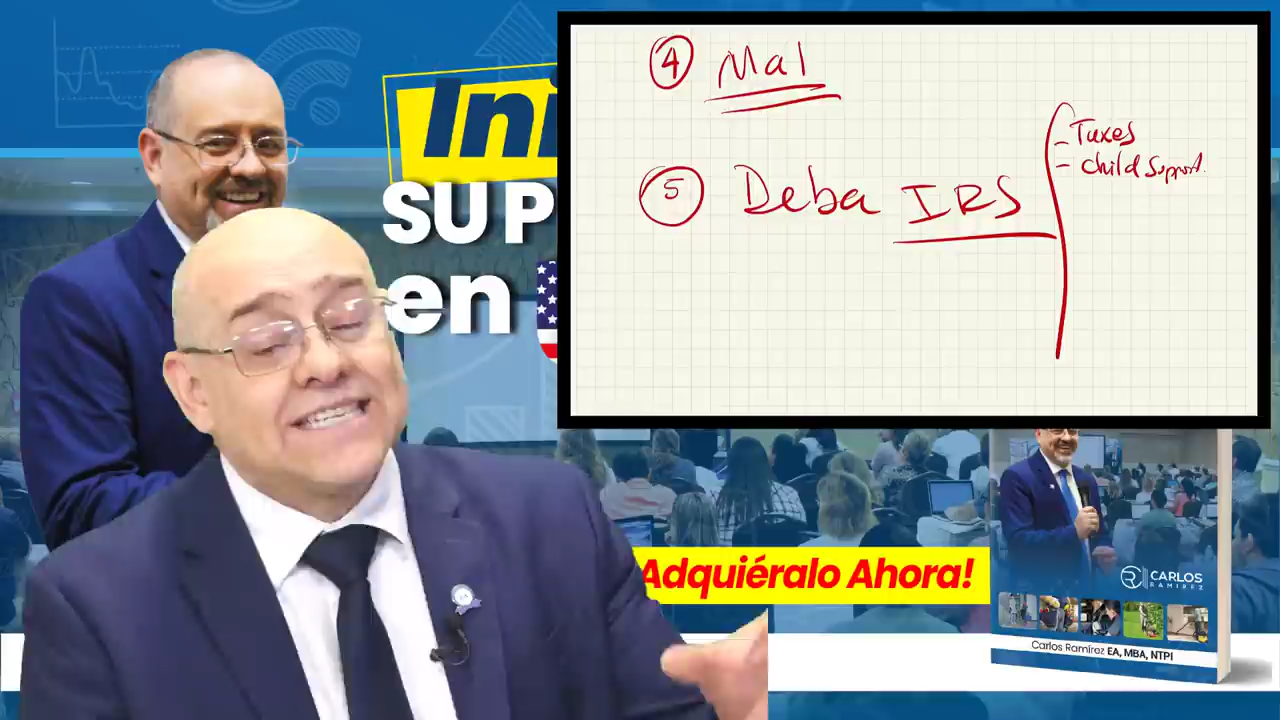 Ini
SUP
en
4 Mal
5 Deba IRS
- Taxes
- Child Support.
Adquiéralo Ahora!
CARLOS
RAMIREZ
Carlos Ramírez EA, MBA, NTPI